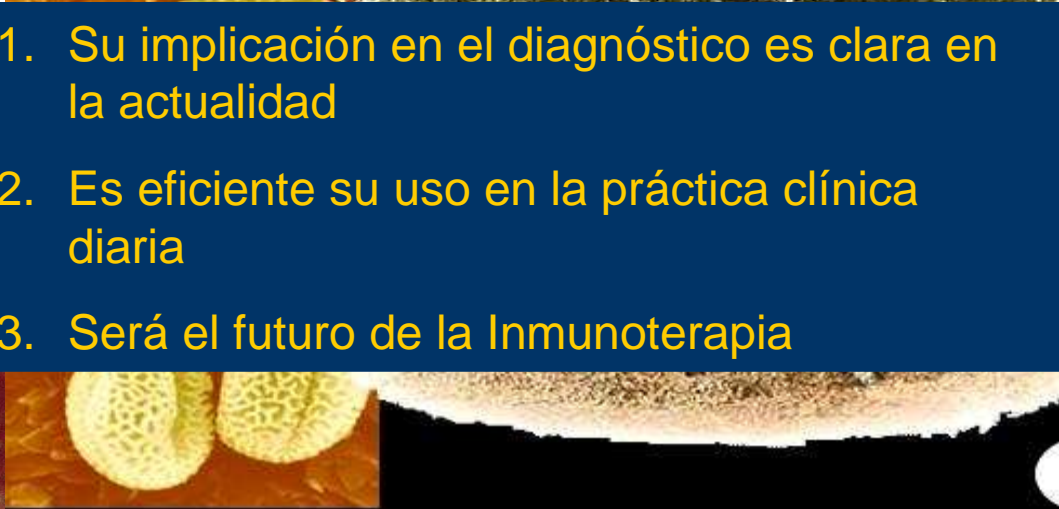 1. Su implicación en el diagnóstico es clara en
la actualidad
2. Es eficiente su uso en la práctica clínica
diaria
3. Será el futuro de la Inmunoterapia